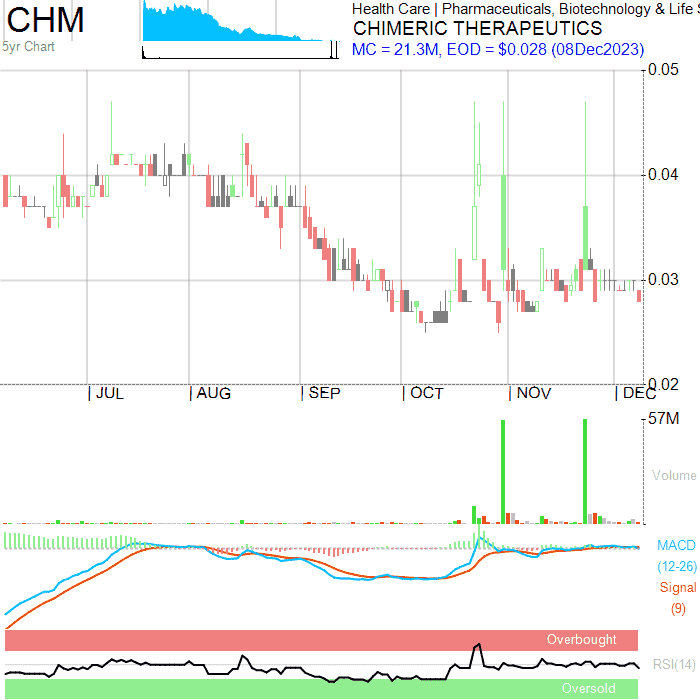 CHM
5yr Chart
Health Care | Pharmaceuticals, Biotechnology & Life S
CHIMERIC THERAPEUTICS
MC = 21.3M, EOD = $0.028 (08Dec2023)
0.05
0.04
0.03
0.02
| JUL | AUG | SEP | OCT | NOV | DEC
57M
Volume
MACD
(12-26)
Signal
(9)
Overbought
RSI(14)
Oversold